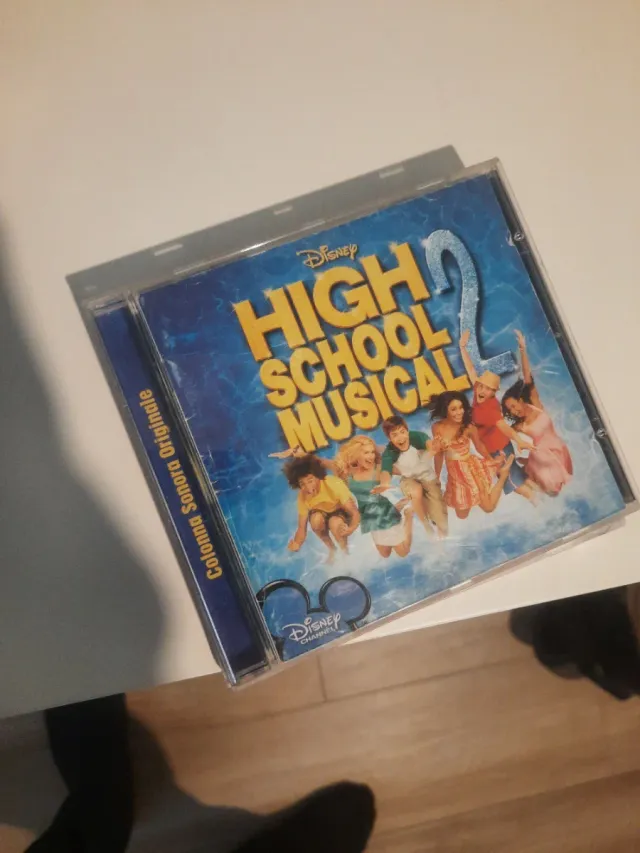 Disney
HIGH
SCHOOL
MUSICAL 2
Colonna Sonora Originale
Disney
CHANNEL